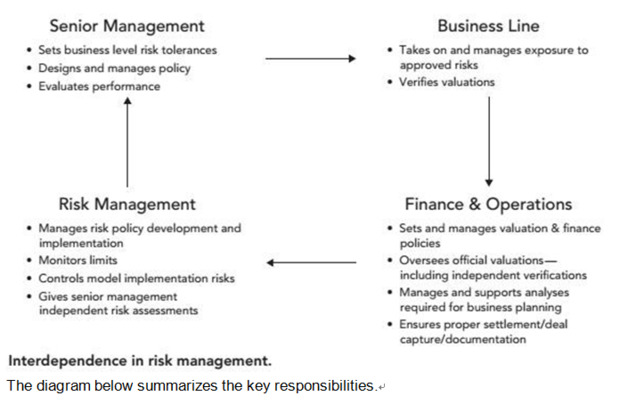 Senior Management
• Sets business level risk tolerances
• Designs and manages policy
• Evaluates performance
Business Line
• Takes on and manages exposure to
approved risks
• Verifies valuations
Risk Management
• Manages risk policy development and
implementation
• Monitors limits
• Controls model implementation risks
• Gives senior management
independent risk assessments
Finance & Operations
• Sets and manages valuation & finance
policies
• Oversees official valuations—
including independent verifications
• Manages and supports analyses
required for business planning
• Ensures proper settlement/deal
capture/documentation
Interdependence in risk management.
The diagram below summarizes the key responsibilities.↵